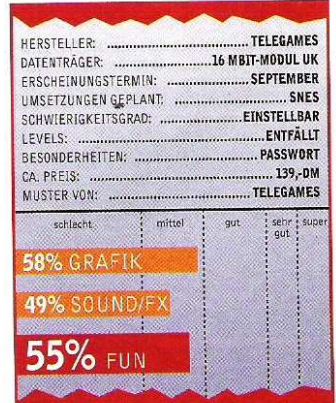 HERSTELLER: TELEGAMES
DATENTRÄGER: 16 MBIT-MODUL UK
ERSCHEINUNGSTERMIN: SEPTEMBER
UMSETZUNGEN GEPLANT: SNES
SCHWIERIGKEITSGRAD: EINSTELLBAR
LEVELS: ENTFÄLLT
BESONDERHEITEN: PASSWORT
CA. PREIS: 139,-DM
MUSTER VON: TELEGAMES
schlecht mittel gut sehr gut super
58% GRAFIK
49% SOUND/FX
55% FUN